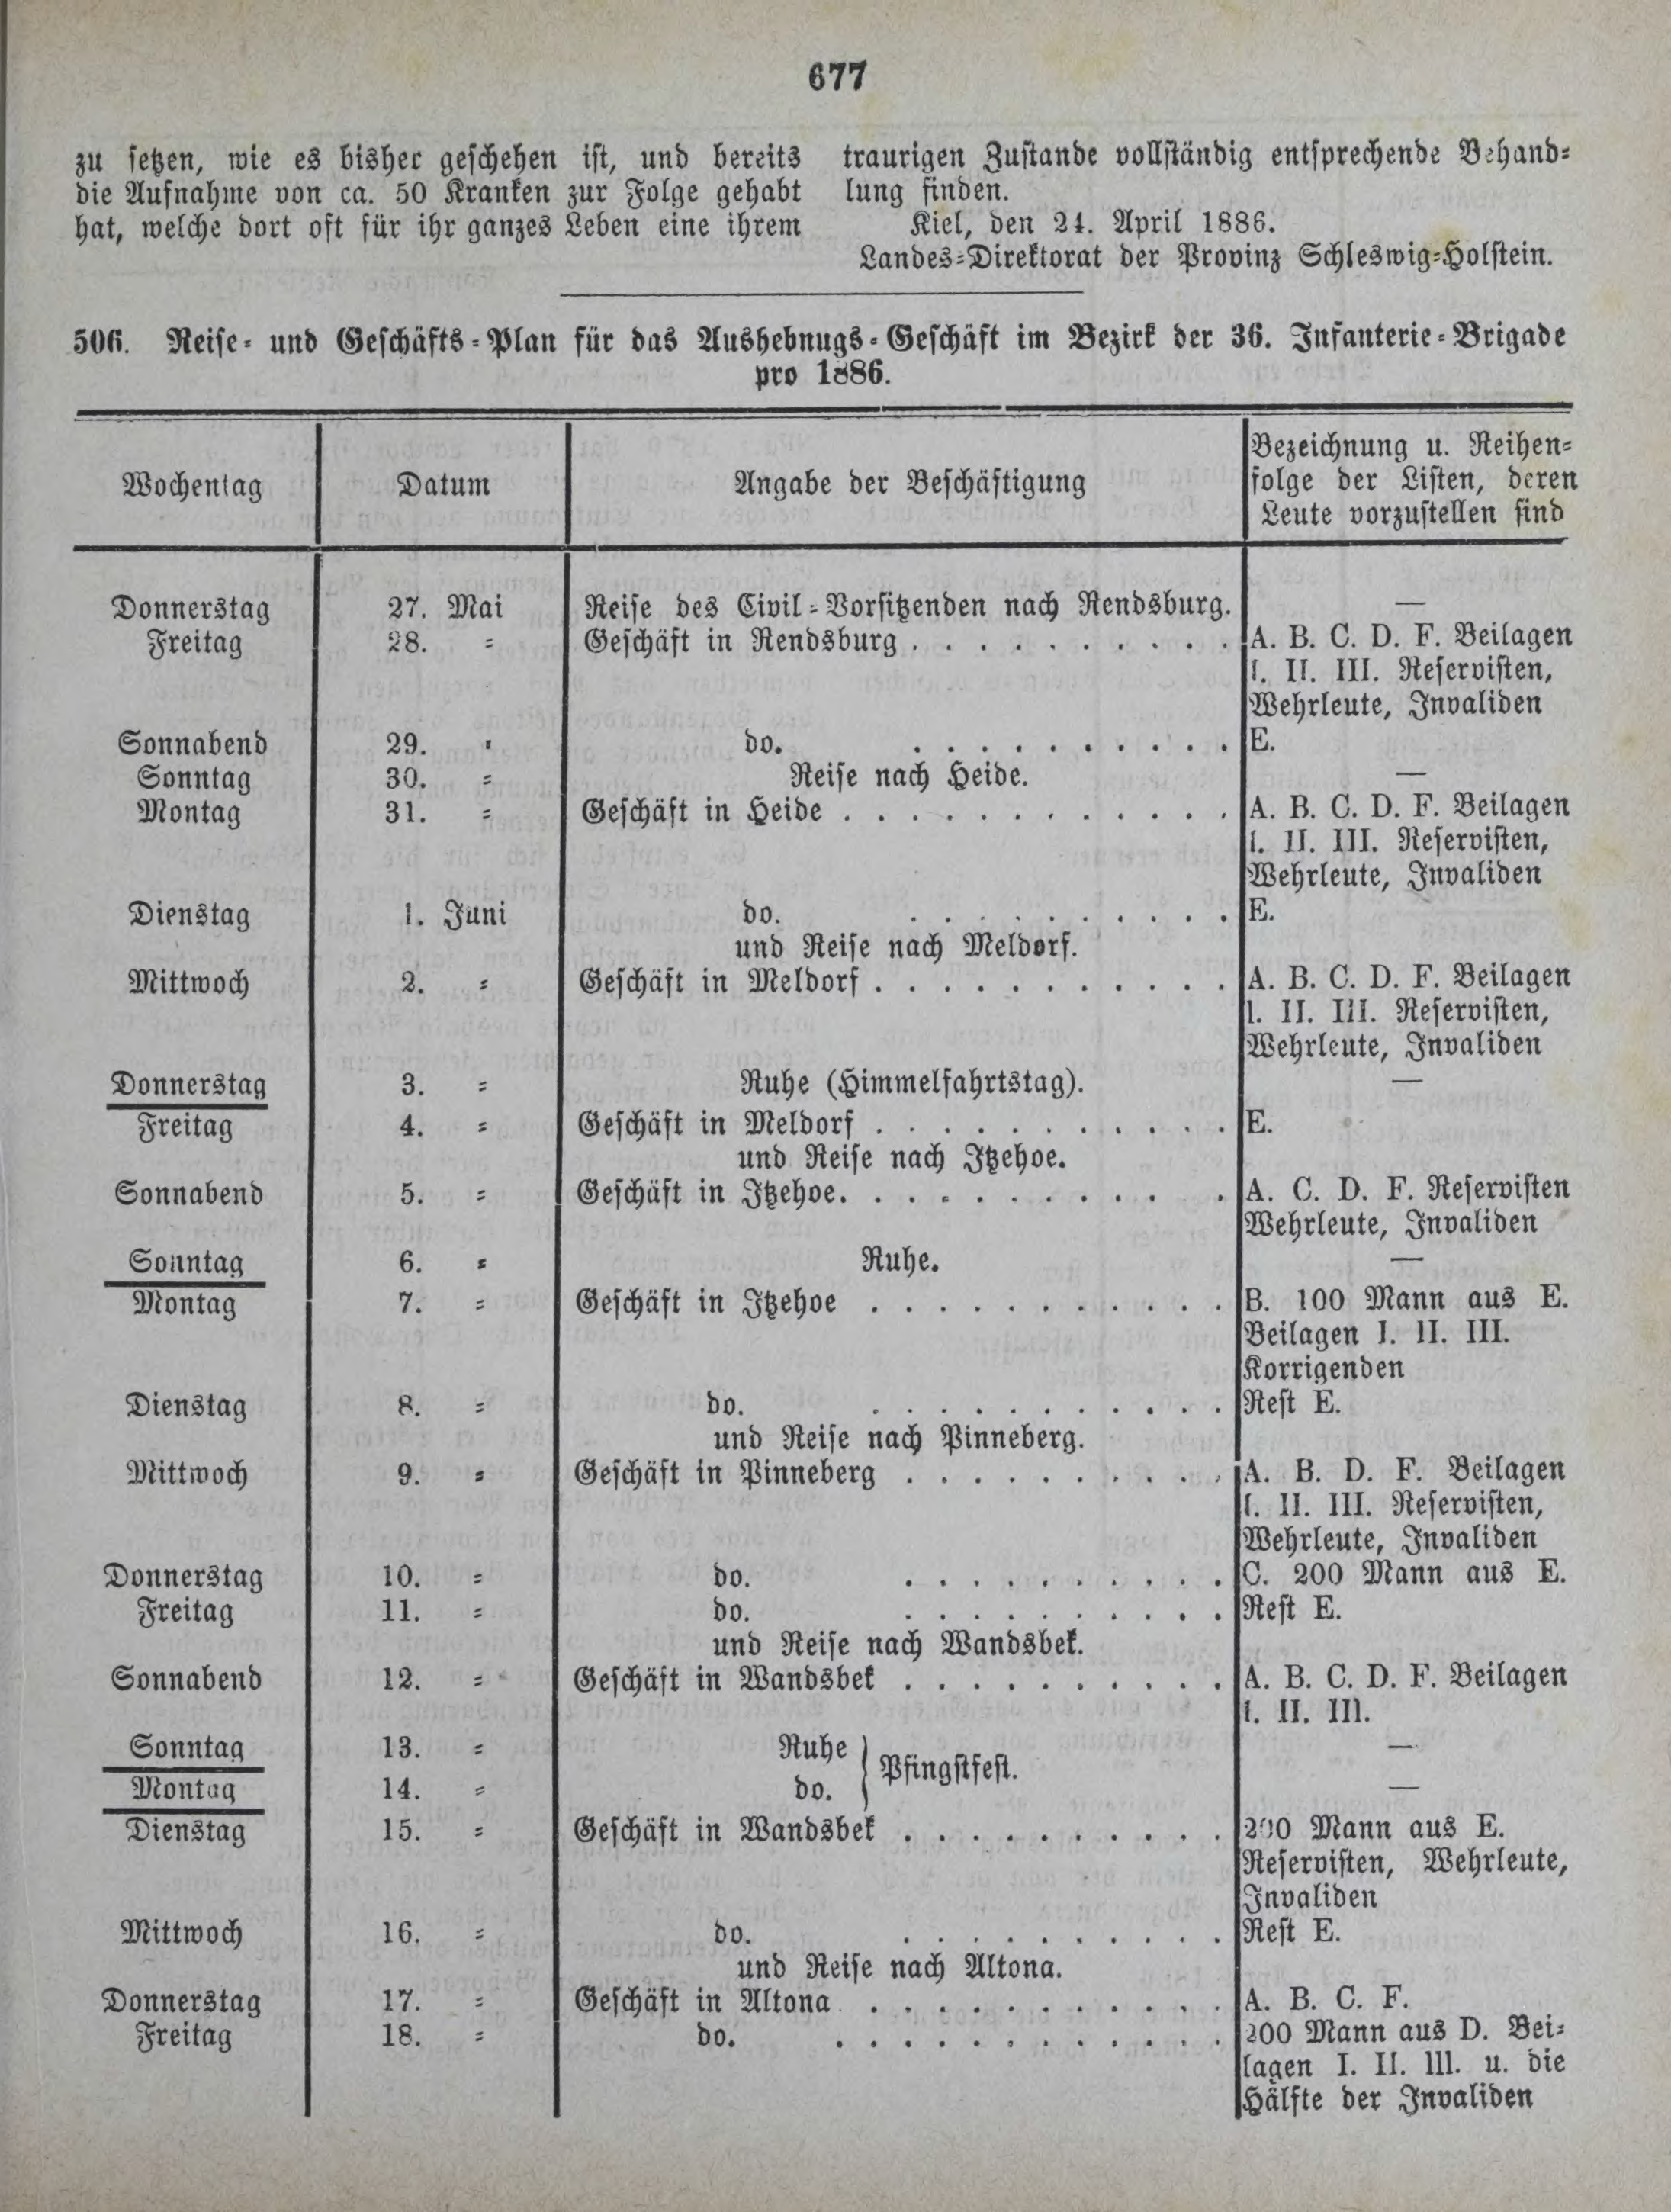 677
zu setzen, wie es bisher geschehen ist, und bereits
die Aufnahme von ca. 50 Kranken zur Folge gehabt
hat, welche dort oft für ihr ganzes Leben eine ihrem
traurigen Zustande vollständig entsprechende Behand-
lung finden.
Kiel, den 24. April 1886.
Landes-Direktorat der Provinz Schleswig-Holstein.
506. Reise- und Geschäfts-Plan für das Aushebnugs-Geschäft im Bezirk der 36. Infanterie-Brigade
pro 1886.
Wochentag Datum Angabe der Beschäftigung Bezeichnung u. Reihen-
folge der Listen, deren
Leute vorzustellen sind
Donnerstag 27. Mai Reise des Civil-Vorsitzenden nach Rendsburg. —
Freitag 28. = Geschäft in Rendsburg . . . . . . . . . . A. B. C. D. F. Beilagen
I. II. III. Reservisten,
Wehrleute, Invaliden
Sonnabend 29. = do. . . . . . . . . . . E.
Sonntag 30. = Reise nach Heide. —
Montag 31. = Geschäft in Heide . . . . . . . . . . . . A. B. C. D. F. Beilagen
I. II. III. Reservisten,
Wehrleute, Invaliden
Dienstag 1. Juni do. . . . . . . . . . . E.
und Reise nach Meldorf.
Mittwoch 2. = Geschäft in Meldorf . . . . . . . . . . . A. B. C. D. F. Beilagen
I. II. III. Reservisten,
Wehrleute, Invaliden
Donnerstag 3. = Ruhe (Himmelfahrtstag). —
Freitag 4. = Geschäft in Meldorf . . . . . . . . . . . E.
und Reise nach Itzehoe.
Sonnabend 5. = Geschäft in Itzehoe. . . . . . . . . . . . A. C. D. F. Reservisten
Wehrleute, Invaliden
Sonntag 6. = Ruhe. —
Montag 7. = Geschäft in Itzehoe . . . . . . . . . . . B. 100 Mann aus E.
Beilagen I. II. III.
Korrigenden
Dienstag 8. = do. . . . . . . . . . . . Rest E.
und Reise nach Pinneberg.
Mittwoch 9. = Geschäft in Pinneberg . . . . . . . . . . A. B. D. F. Beilagen
I. II. III. Reservisten,
Wehrleute, Invaliden
Donnerstag 10. = do. . . . . . . . . . . C. 200 Mann aus E.
Freitag 11. = do. . . . . . . . . . . Rest E.
und Reise nach Wandsbek.
Sonnabend 12. = Geschäft in Wandsbek . . . . . . . . . . A. B. C. D. F. Beilagen
I. II. III.
Sonntag 13. = Ruhe } Pfingstfest. —
Montag 14. = do. —
Dienstag 15. = Geschäft in Wandsbek . . . . . . . . . . 200 Mann aus E.
Reservisten, Wehrleute,
Invaliden
Mittwoch 16. = do. . . . . . . . . . . Rest E.
und Reise nach Altona.
Donnerstag 17. = Geschäft in Altona . . . . . . . . . . . A. B. C. F.
Freitag 18. = do. . . . . . . . . . . . . 200 Mann aus D. Bei-
lagen I. II. III. u. die
Hälfte der Invaliden